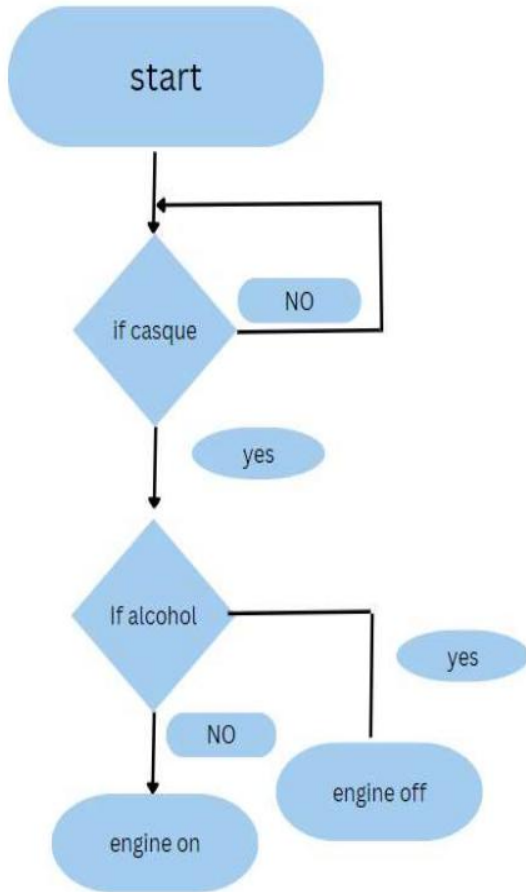 start
if casque
NO
yes
If alcohol
yes
NO
engine off
engine on